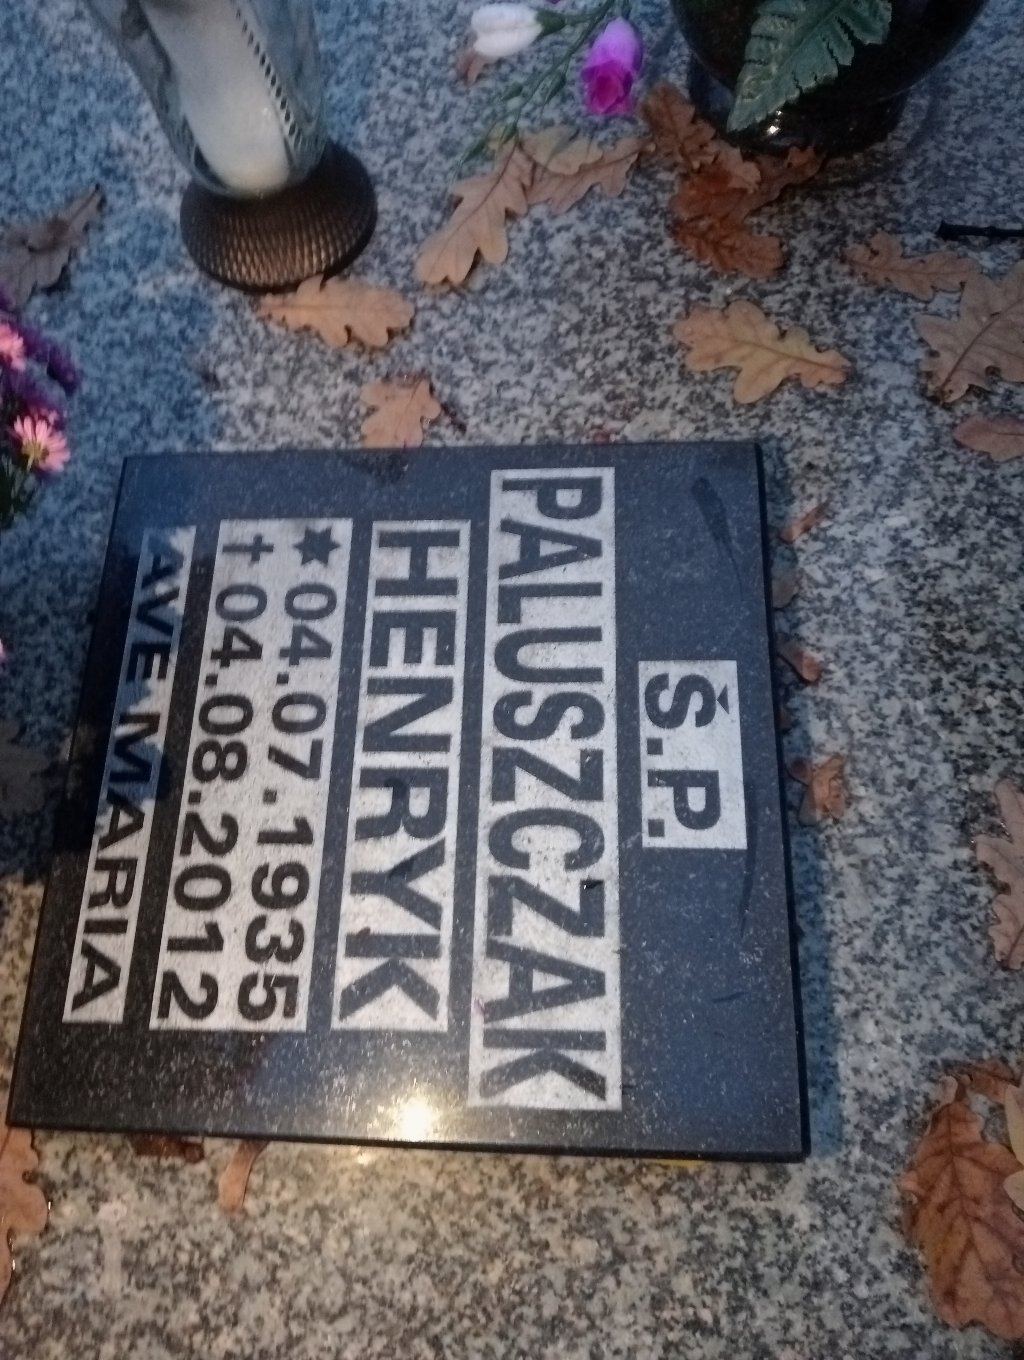 Ś.P.
PALUSZCZAK
HENRYK
★ 04.07.1935
✝ 04.08.2012
AVE MARIA